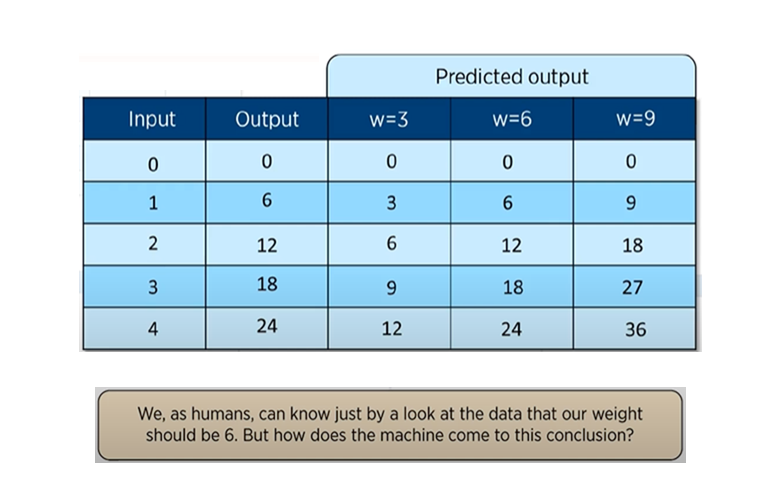 Predicted output
Input Output w=3 w=6 w=9
0 0 0 0 0
1 6 3 6 9
2 12 6 12 18
3 18 9 18 27
4 24 12 24 36
We, as humans, can know just by a look at the data that our weight
should be 6. But how does the machine come to this conclusion?